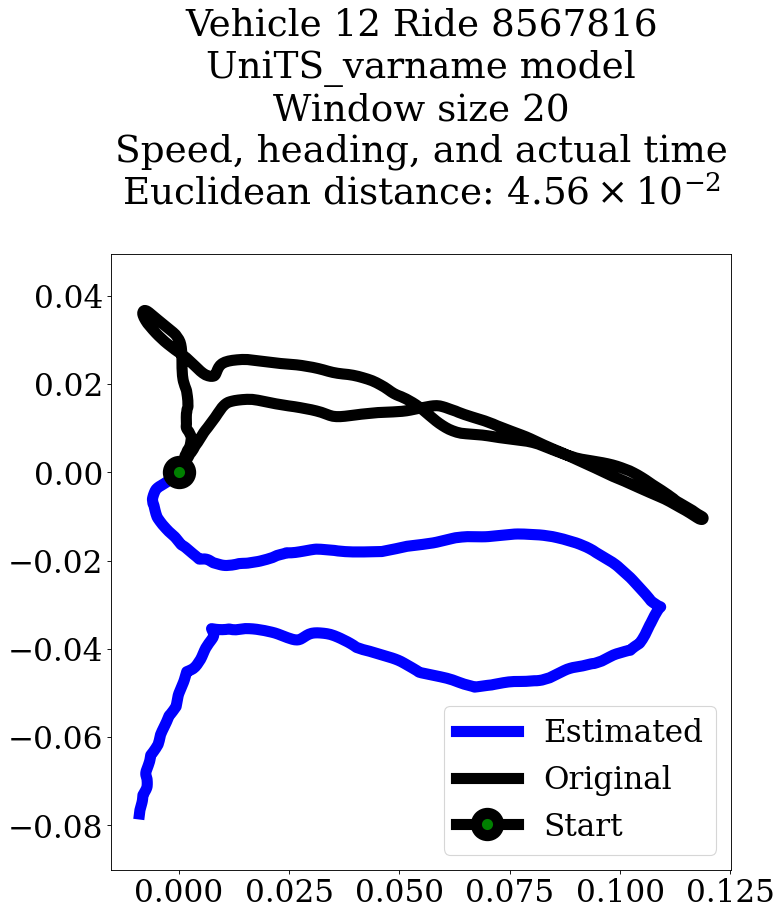 Vehicle 12 Ride 8567816
UniTS_varname model
Window size 20
Speed, heading, and actual time
Euclidean distance: 4.56 × 10⁻²
0.04
0.02
0.00
−0.02
−0.04
−0.06
−0.08
Estimated
Original
Start
0.000 0.025 0.050 0.075 0.100 0.125